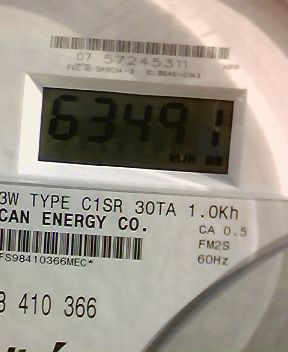 07 57245311
63491
kWh
3W TYPE C1SR 30TA 1.0Kh
CAN ENERGY CO.
CA 0.5
FM2S
60Hz
FS98410366MEC*
8 410 366